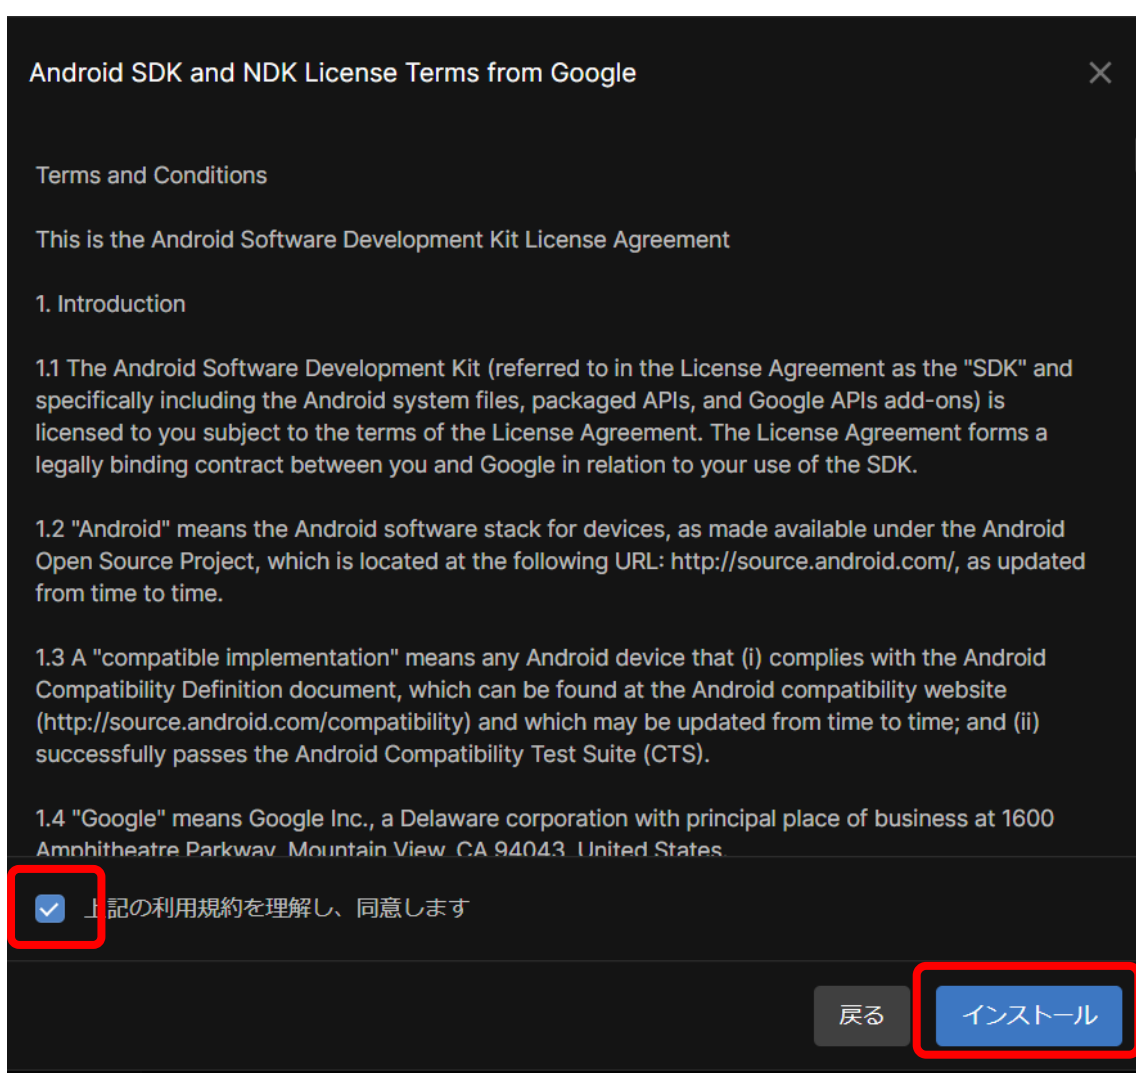 Android SDK and NDK License Terms from Google
Terms and Conditions
This is the Android Software Development Kit License Agreement
1. Introduction
1.1 The Android Software Development Kit (referred to in the License Agreement as the "SDK" and
specifically including the Android system files, packaged APIs, and Google APIs add-ons) is
licensed to you subject to the terms of the License Agreement. The License Agreement forms a
legally binding contract between you and Google in relation to your use of the SDK.
1.2 "Android" means the Android software stack for devices, as made available under the Android
Open Source Project, which is located at the following URL: http://source.android.com/, as updated
from time to time.
1.3 A "compatible implementation" means any Android device that (i) complies with the Android
Compatibility Definition document, which can be found at the Android compatibility website
(http://source.android.com/compatibility) and which may be updated from time to time; and (ii)
successfully passes the Android Compatibility Test Suite (CTS).
1.4 "Google" means Google Inc., a Delaware corporation with principal place of business at 1600
Amphitheatre Parkway, Mountain View, CA 94043, United States.
上記の利用規約を理解し、同意します
戻る
インストール